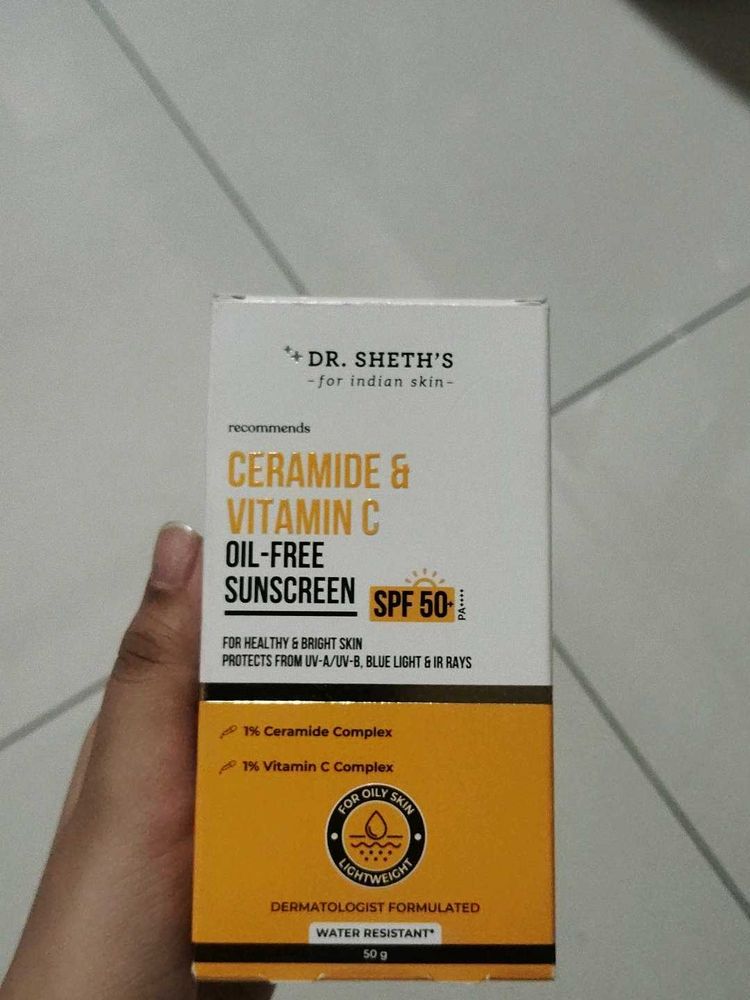 DR. SHETH'S
-for indian skin-
recommends
CERAMIDE &
VITAMIN C
OIL-FREE
SUNSCREEN
SPF 50+
PA++++
FOR HEALTHY & BRIGHT SKIN
PROTECTS FROM UV-A/UV-B, BLUE LIGHT & IR RAYS
1% Ceramide Complex
1% Vitamin C Complex
FOR OILY SKIN
LIGHTWEIGHT
DERMATOLOGIST FORMULATED
WATER RESISTANT*
50 g